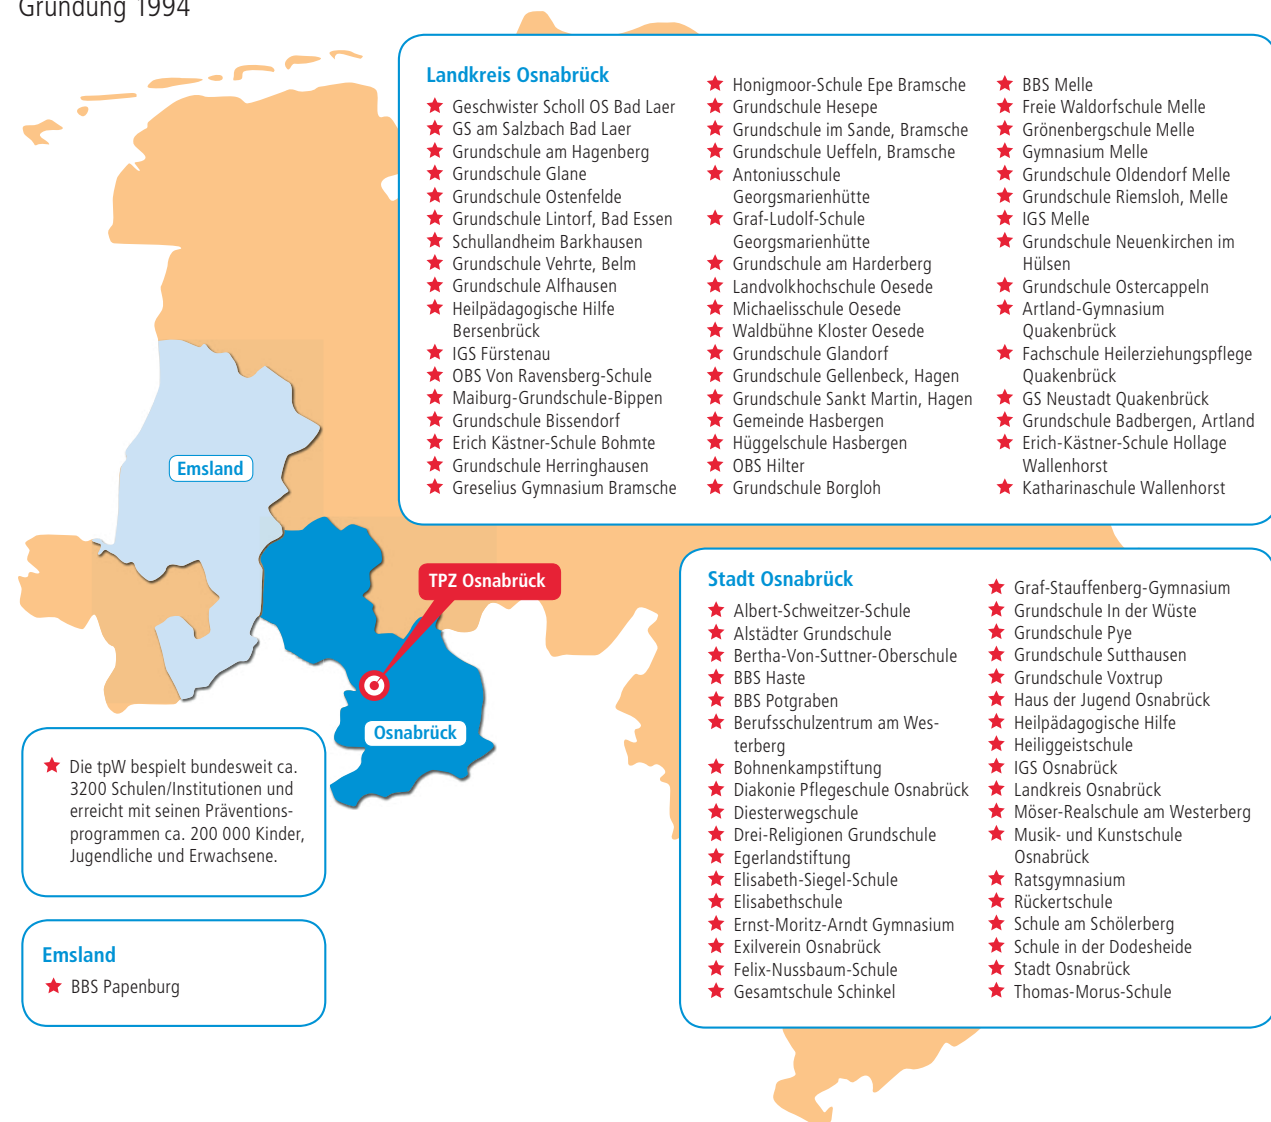 Gründung 1994
Landkreis Osnabrück
Geschwister Scholl OS Bad Laer
GS am Salzbach Bad Laer
Grundschule am Hagenberg
Grundschule Glane
Grundschule Ostenfelde
Grundschule Lintorf, Bad Essen
Schullandheim Barkhausen
Grundschule Vehrte, Belm
Grundschule Alfhausen
Heilpädagogische Hilfe
Bersenbrück
IGS Fürstenau
OBS Von Ravensberg-Schule
Maiburg-Grundschule-Bippen
Grundschule Bissendorf
Erich Kästner-Schule Bohmte
Grundschule Herringhausen
Greselius Gymnasium Bramsche
Honigmoor-Schule Epe Bramsche
Grundschule Hesepe
Grundschule im Sande, Bramsche
Grundschule Ueffeln, Bramsche
Antoniusschule
Georgsmarienhütte
Graf-Ludolf-Schule
Georgsmarienhütte
Grundschule am Harderberg
Landvolkhochschule Oesede
Michaelisschule Oesede
Waldbühne Kloster Oesede
Grundschule Glandorf
Grundschule Gellenbeck, Hagen
Grundschule Sankt Martin, Hagen
Gemeinde Hasbergen
Hüggelschule Hasbergen
OBS Hilter
Grundschule Borgloh
BBS Melle
Freie Waldorfschule Melle
Grönenbergschule Melle
Gymnasium Melle
Grundschule Oldendorf Melle
Grundschule Riemsloh, Melle
IGS Melle
Grundschule Neuenkirchen im
Hülsen
Grundschule Ostercappeln
Artland-Gymnasium
Quakenbrück
Fachschule Heilerziehungspflege
Quakenbrück
GS Neustadt Quakenbrück
Grundschule Badbergen, Artland
Erich-Kästner-Schule Hollage
Wallenhorst
Katharinaschule Wallenhorst
Emsland
TPZ Osnabrück
Osnabrück
Stadt Osnabrück
Albert-Schweitzer-Schule
Alstädter Grundschule
Bertha-Von-Suttner-Oberschule
BBS Haste
BBS Potgraben
Berufsschulzentrum am Wes-
terberg
Bohnenkampstiftung
Diakonie Pflegeschule Osnabrück
Diesterwegschule
Drei-Religionen Grundschule
Egerlandstiftung
Elisabeth-Siegel-Schule
Elisabethschule
Ernst-Moritz-Arndt Gymnasium
Exilverein Osnabrück
Felix-Nussbaum-Schule
Gesamtschule Schinkel
Graf-Stauffenberg-Gymnasium
Grundschule In der Wüste
Grundschule Pye
Grundschule Sutthausen
Grundschule Voxtrup
Haus der Jugend Osnabrück
Heilpädagogische Hilfe
Heiliggeistschule
IGS Osnabrück
Landkreis Osnabrück
Möser-Realschule am Westerberg
Musik- und Kunstschule
Osnabrück
Ratsgymnasium
Rückertschule
Schule am Schölerberg
Schule in der Dodesheide
Stadt Osnabrück
Thomas-Morus-Schule
Die tpW bespielt bundesweit ca.
3200 Schulen/Institutionen und
erreicht mit seinen Präventions-
programmen ca. 200 000 Kinder,
Jugendliche und Erwachsene.
Emsland
BBS Papenburg